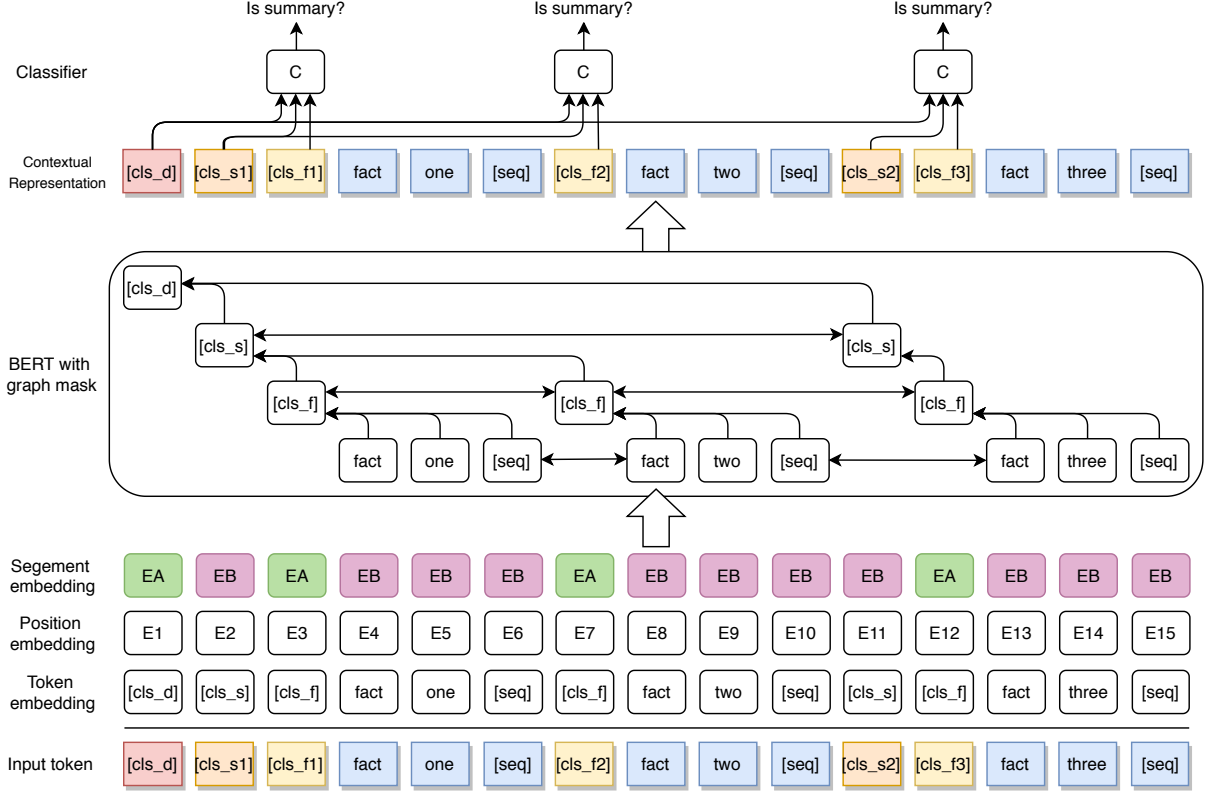 Is summary? Is summary? Is summary?
Classifier C C C
Contextual
Representation
[cls_d] [cls_s1] [cls_f1] fact one [seq] [cls_f2] fact two [seq] [cls_s2] [cls_f3] fact three [seq]
[cls_d]
[cls_s] [cls_s]
BERT with
graph mask
[cls_f] [cls_f] [cls_f]
fact one [seq] fact two [seq] fact three [seq]
Segement
embedding
EA EB EA EB EB EB EA EB EB EB EB EA EB EB EB
Position
embedding
E1 E2 E3 E4 E5 E6 E7 E8 E9 E10 E11 E12 E13 E14 E15
Token
embedding
[cls_d] [cls_s] [cls_f] fact one [seq] [cls_f] fact two [seq] [cls_s] [cls_f] fact three [seq]
Input token [cls_d] [cls_s1] [cls_f1] fact one [seq] [cls_f2] fact two [seq] [cls_s2] [cls_f3] fact three [seq]